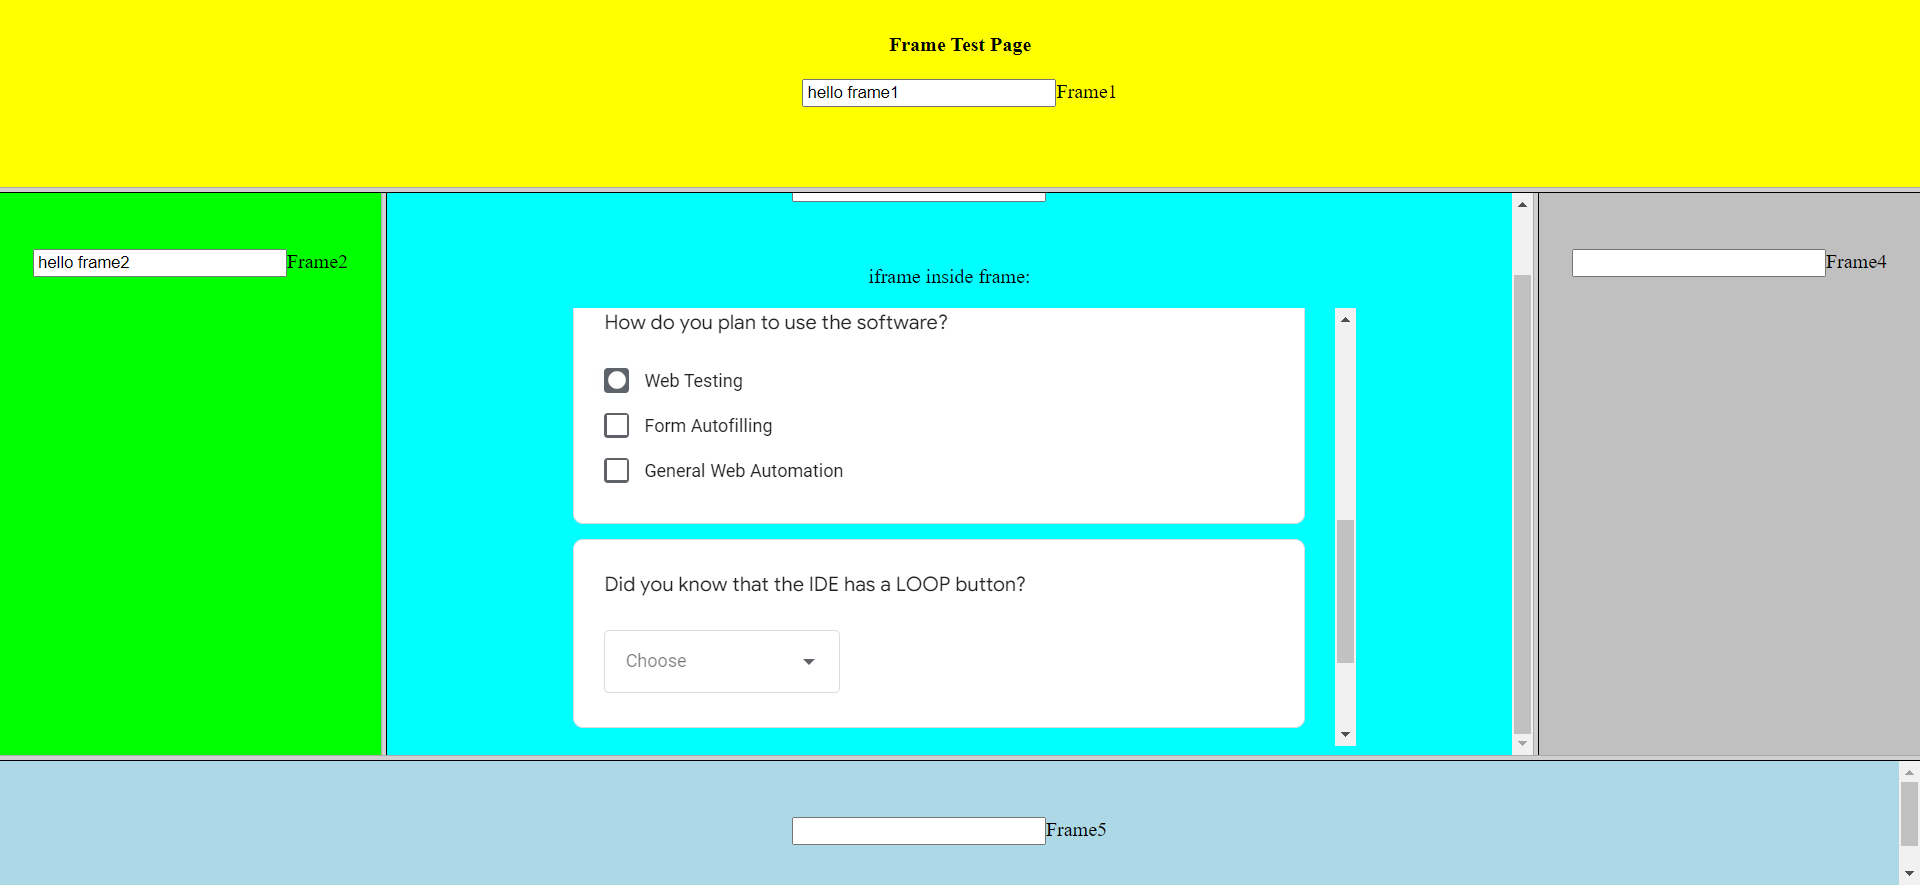 Frame Test Page
hello frame1 Frame1
hello frame2 Frame2
iframe inside frame:
How do you plan to use the software?
Web Testing
Form Autofilling
General Web Automation
Did you know that the IDE has a LOOP button?
Choose
Frame4
Frame5